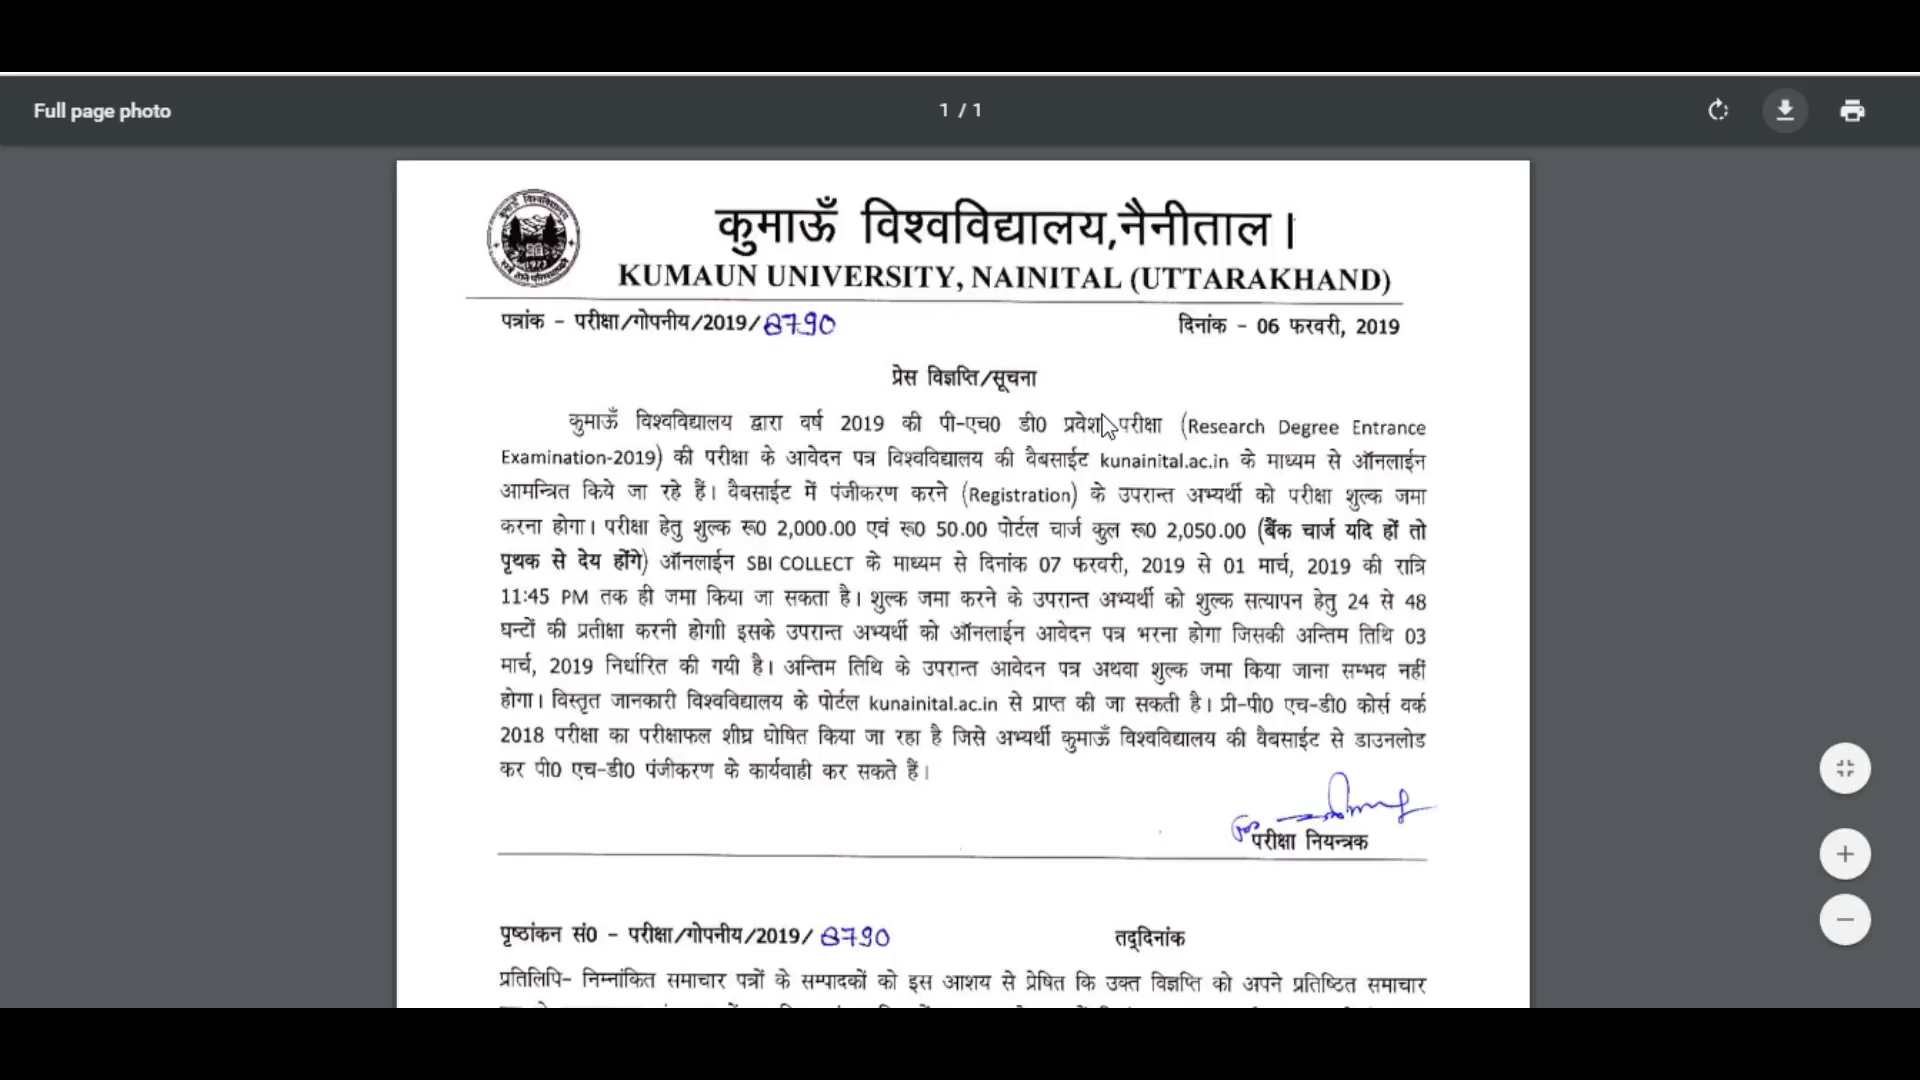 Full page photo
1 / 1
कुमाऊँ विश्वविद्यालय,नैनीताल।
KUMAUN UNIVERSITY, NAINITAL (UTTARAKHAND)
पत्रांक - परीक्षा/गोपनीय/2019/8790 दिनांक - 06 फरवरी, 2019
प्रेस विज्ञप्ति/सूचना
कुमाऊँ विश्वविद्यालय द्वारा वर्ष 2019 की पी-एच0 डी0 प्रवेश परीक्षा (Research Degree Entrance
Examination-2019) की परीक्षा के आवेदन पत्र विश्वविद्यालय की वैबसाईट kunainital.ac.in के माध्यम से ऑनलाईन
आमन्त्रित किये जा रहे हैं। वैबसाईट में पंजीकरण करने (Registration) के उपरान्त अभ्यर्थी को परीक्षा शुल्क जमा
करना होगा। परीक्षा हेतु शुल्क रू0 2,000.00 एवं रू0 50.00 पोर्टल चार्ज कुल रू0 2,050.00 (बैंक चार्ज यदि हों तो
पृथक से देय होंगे) ऑनलाईन SBI COLLECT के माध्यम से दिनांक 07 फरवरी, 2019 से 01 मार्च, 2019 की रात्रि
11:45 PM तक ही जमा किया जा सकता है। शुल्क जमा करने के उपरान्त अभ्यर्थी को शुल्क सत्यापन हेतु 24 से 48
घन्टों की प्रतीक्षा करनी होगीi इसके उपरान्त अभ्यर्थी को ऑनलाईन आवेदन पत्र भरना होगा जिसकी अन्तिम तिथि 03
मार्च, 2019 निर्धारित की गयी है। अन्तिम तिथि के उपरान्त आवेदन पत्र अथवा शुल्क जमा किया जाना सम्भव नहीं
होगा। विस्तृत जानकारी विश्वविद्यालय के पोर्टल kunainital.ac.in से प्राप्त की जा सकती है। प्री-पी0 एच-डी0 कोर्स वर्क
2018 परीक्षा का परीक्षाफल शीघ्र घोषित किया जा रहा है जिसे अभ्यर्थी कुमाऊँ विश्वविद्यालय की वैबसाईट से डाउनलोड
कर पी0 एच-डी0 पंजीकरण के कार्यवाही कर सकते हैं।
परीक्षा नियन्त्रक
पृष्ठांकन सं0 - परीक्षा/गोपनीय/2019/ 8790 तद्दिनांक
प्रतिलिपि- निम्नांकित समाचार पत्रों के सम्पादकों को इस आशय से प्रेषित कि उक्त विज्ञप्ति को अपने प्रतिष्ठित समाचार